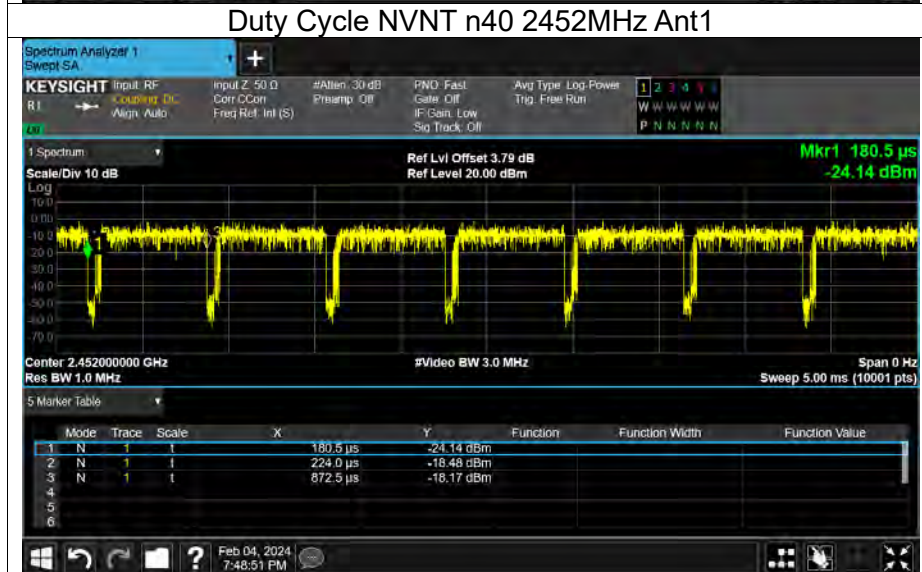 Duty Cycle NVNT n40 2452MHz Ant1
Spectrum Analyzer 1
Swept SA
+
KEYSIGHT Input: RF Input Z: 50 Ω #Atten: 30 dB PNO: Fast Avg Type: Log-Power 1 2 3 4 5 6
R1 Coupling: DC Corr CCorr Preamp: Off Gate: Off Trig: Free Run W W W W W W
Align: Auto Freq Ref: Int (S) IF Gain: Low
Sig Track: Off P N N N N N
1 Spectrum Ref Lvl Offset 3.79 dB Mkr1 180.5 µs
Scale/Div 10 dB Ref Level 20.00 dBm -24.14 dBm
Log
10.0
0.00
-10.0
-20.0
-30.0
-40.0
-50.0
-60.0
-70.0
1
3
Center 2.452000000 GHz #Video BW 3.0 MHz Span 0 Hz
Res BW 1.0 MHz Sweep 5.00 ms (10001 pts)
5 Marker Table
Mode Trace Scale X Y Function Function Width Function Value
1 N 1 t 180.5 µs -24.14 dBm
2 N 1 t 224.0 µs -18.48 dBm
3 N 1 t 872.5 µs -18.17 dBm
4
5
6
? Feb 04, 2024
7:48:51 PM